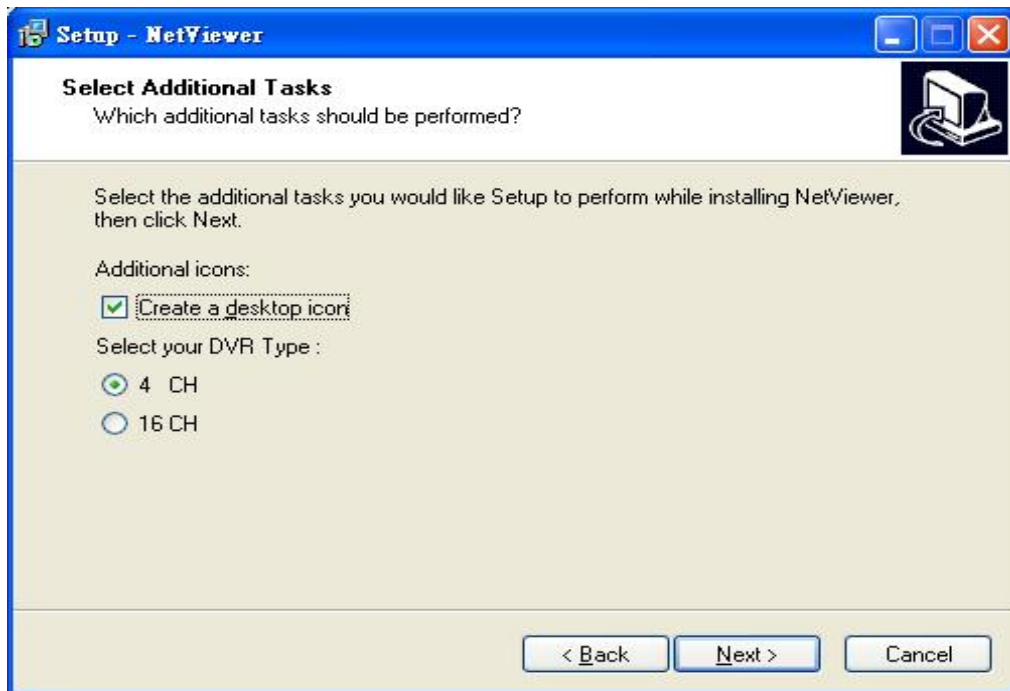 Setup - NetViewer
Select Additional Tasks
Which additional tasks should be performed?
Select the additional tasks you would like Setup to perform while installing NetViewer,
then click Next.
Additional icons:
Create a desktop icon
Select your DVR Type :
4 CH
16 CH
< Back
Next >
Cancel